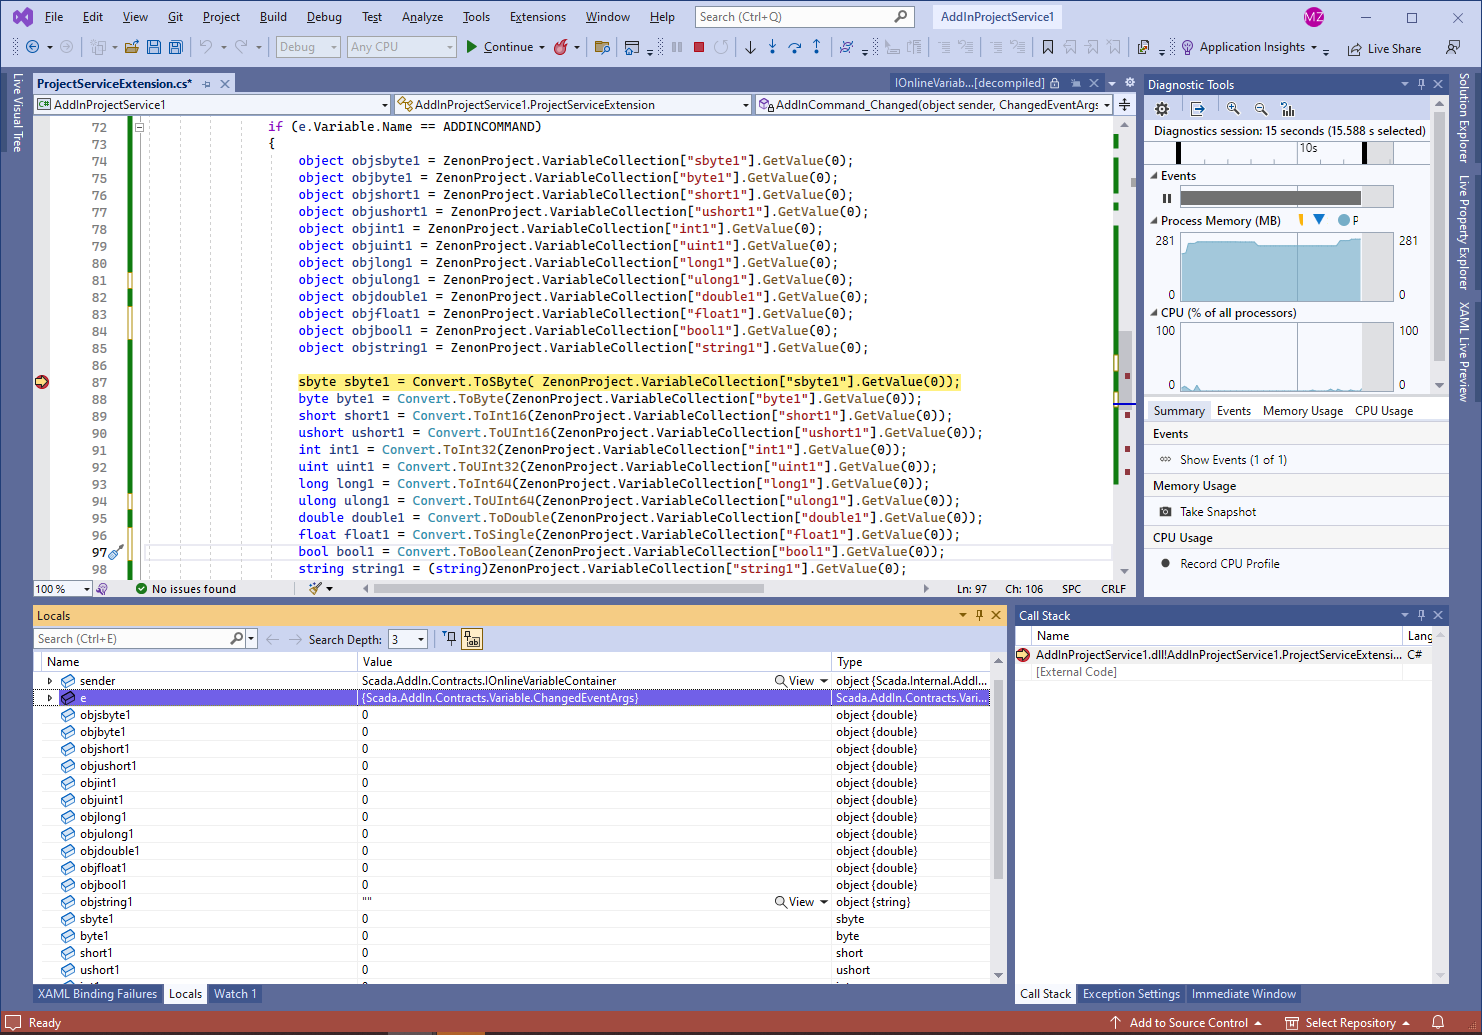 File Edit View Git Project Build Debug Test Analyze Tools Extensions Window Help Search (Ctrl+Q) AddInProjectService1 MZ
Debug Any CPU Continue Application Insights Live Share
Live Visual Tree
ProjectServiceExtension.cs* IOnlineVariab...[decompiled]
AddInProjectService1 AddInProjectService1.ProjectServiceExtension AddInCommand_Changed(object sender, ChangedEventArg
72 if (e.Variable.Name == ADDINCOMMAND)
73 {
74 object objsbyte1 = ZenonProject.VariableCollection["sbyte1"].GetValue(0);
75 object objbyte1 = ZenonProject.VariableCollection["byte1"].GetValue(0);
76 object objshort1 = ZenonProject.VariableCollection["short1"].GetValue(0);
77 object objushort1 = ZenonProject.VariableCollection["ushort1"].GetValue(0);
78 object objint1 = ZenonProject.VariableCollection["int1"].GetValue(0);
79 object objuint1 = ZenonProject.VariableCollection["uint1"].GetValue(0);
80 object objlong1 = ZenonProject.VariableCollection["long1"].GetValue(0);
81 object objulong1 = ZenonProject.VariableCollection["ulong1"].GetValue(0);
82 object objdouble1 = ZenonProject.VariableCollection["double1"].GetValue(0);
83 object objfloat1 = ZenonProject.VariableCollection["float1"].GetValue(0);
84 object objbool1 = ZenonProject.VariableCollection["bool1"].GetValue(0);
85 object objstring1 = ZenonProject.VariableCollection["string1"].GetValue(0);
86
87 sbyte sbyte1 = Convert.ToSByte( ZenonProject.VariableCollection["sbyte1"].GetValue(0));
88 byte byte1 = Convert.ToByte(ZenonProject.VariableCollection["byte1"].GetValue(0));
89 short short1 = Convert.ToInt16(ZenonProject.VariableCollection["short1"].GetValue(0));
90 ushort ushort1 = Convert.ToUInt16(ZenonProject.VariableCollection["ushort1"].GetValue(0));
91 int int1 = Convert.ToInt32(ZenonProject.VariableCollection["int1"].GetValue(0));
92 uint uint1 = Convert.ToUInt32(ZenonProject.VariableCollection["uint1"].GetValue(0));
93 long long1 = Convert.ToInt64(ZenonProject.VariableCollection["long1"].GetValue(0));
94 ulong ulong1 = Convert.ToUInt64(ZenonProject.VariableCollection["ulong1"].GetValue(0));
95 double double1 = Convert.ToDouble(ZenonProject.VariableCollection["double1"].GetValue(0));
96 float float1 = Convert.ToSingle(ZenonProject.VariableCollection["float1"].GetValue(0));
97 bool bool1 = Convert.ToBoolean(ZenonProject.VariableCollection["bool1"].GetValue(0));
98 string string1 = (string)ZenonProject.VariableCollection["string1"].GetValue(0);
100 % No issues found Ln: 97 Ch: 106 SPC CRLF
Diagnostic Tools
Diagnostics session: 15 seconds (15.588 s selected)
10s
Events
Process Memory (MB) P
281 281
0 0
CPU (% of all processors)
100 100
0 0
Summary Events Memory Usage CPU Usage
Events
Show Events (1 of 1)
Memory Usage
Take Snapshot
CPU Usage
Record CPU Profile
Solution Explorer
Live Property Explorer
XAML Live Preview
Locals
Search (Ctrl+E) Search Depth: 3
Name Value Type
sender Scada.AddIn.Contracts.IOnlineVariableContainer View object {Scada.Internal.AddI...
e {Scada.AddIn.Contracts.Variable.ChangedEventArgs} Scada.AddIn.Contracts.Vari...
objsbyte1 0 object {double}
objbyte1 0 object {double}
objshort1 0 object {double}
objushort1 0 object {double}
objint1 0 object {double}
objuint1 0 object {double}
objlong1 0 object {double}
objulong1 0 object {double}
objdouble1 0 object {double}
objfloat1 0 object {double}
objbool1 0 object {double}
objstring1 "" View object {string}
sbyte1 0 sbyte
byte1 0 byte
short1 0 short
ushort1 0 ushort
XAML Binding Failures Locals Watch 1
Call Stack
Name Lang
AddInProjectService1.dll!AddInProjectService1.ProjectServiceExtensi... C#
[External Code]
Call Stack Exception Settings Immediate Window
Ready Add to Source Control Select Repository